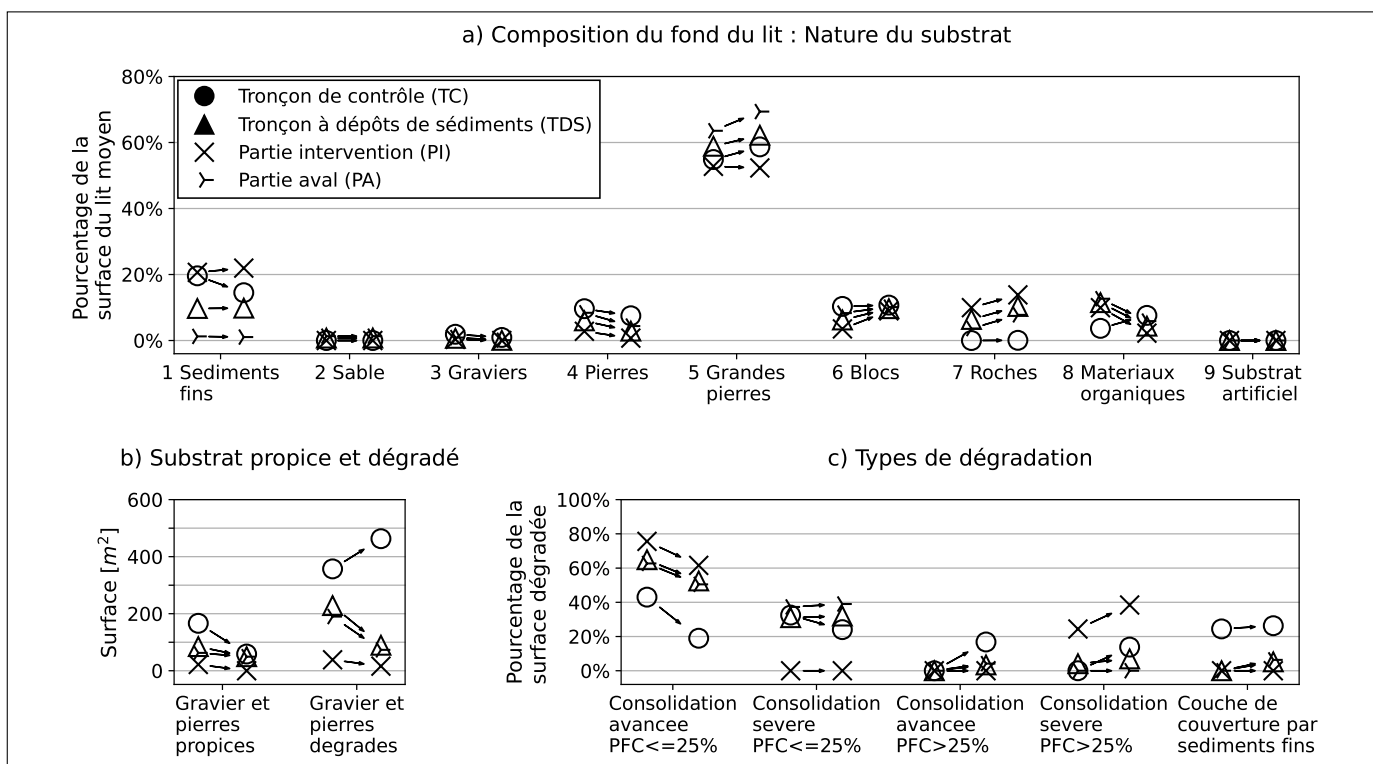 a) Composition du fond du lit : Nature du substrat
Pourcentage de la
surface du lit moyen
80%
60%
40%
20%
0%
Tronçon de contrôle (TC)
Tronçon à dépôts de sédiments (TDS)
Partie intervention (PI)
Partie aval (PA)
1 Sediments
fins
2 Sable
3 Graviers
4 Pierres
5 Grandes
pierres
6 Blocs
7 Roches
8 Materiaux
organiques
9 Substrat
artificiel
b) Substrat propice et dégradé
Surface [m²]
600
400
200
0
Gravier et
pierres
propices
Gravier et
pierres
degrades
c) Types de dégradation
Pourcentage de la
surface dégradée
100%
80%
60%
40%
20%
0%
Consolidation
avancee
PFC<=25%
Consolidation
severe
PFC<=25%
Consolidation
avancee
PFC>25%
Consolidation
severe
PFC>25%
Couche de
couverture par
sediments fins